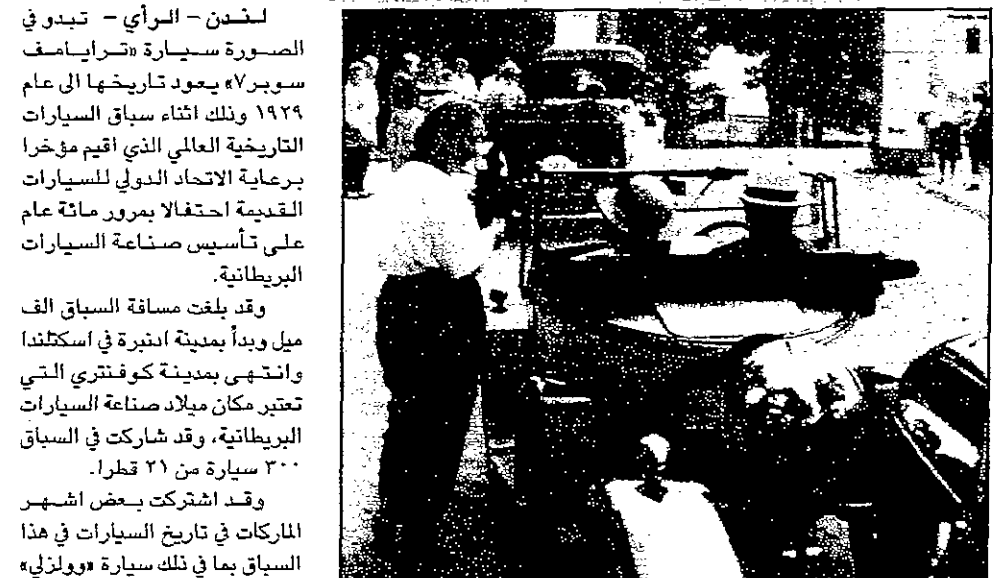 لندن - الرأي - تبدو في
الصورة سيارة «ترايامف
سوبر٧» يعود تاريخها الى عام
١٩٢٩ وذلك اثناء سباق السيارات
التاريخية العالمي الذي اقيم مؤخرا
برعاية الاتحاد الدولي للسيارات
القديمة احتفالا بمرور مائة عام
على تأسيس صناعة السيارات
البريطانية.
وقد بلغت مسافة السباق الف
ميل وبدأ بمدينة ادنبرة في اسكتلندا
وانتهى بمدينة كوفنتري التي
تعتبر مكان ميلاد صناعة السيارات
البريطانية، وقد شاركت في السباق
٣٠٠ سيارة من ٢١ قطرا.
وقد اشتركت بعض اشهر
الماركات في تاريخ السيارات في هذا
السباق بما في ذلك سيارة «وولزلي»